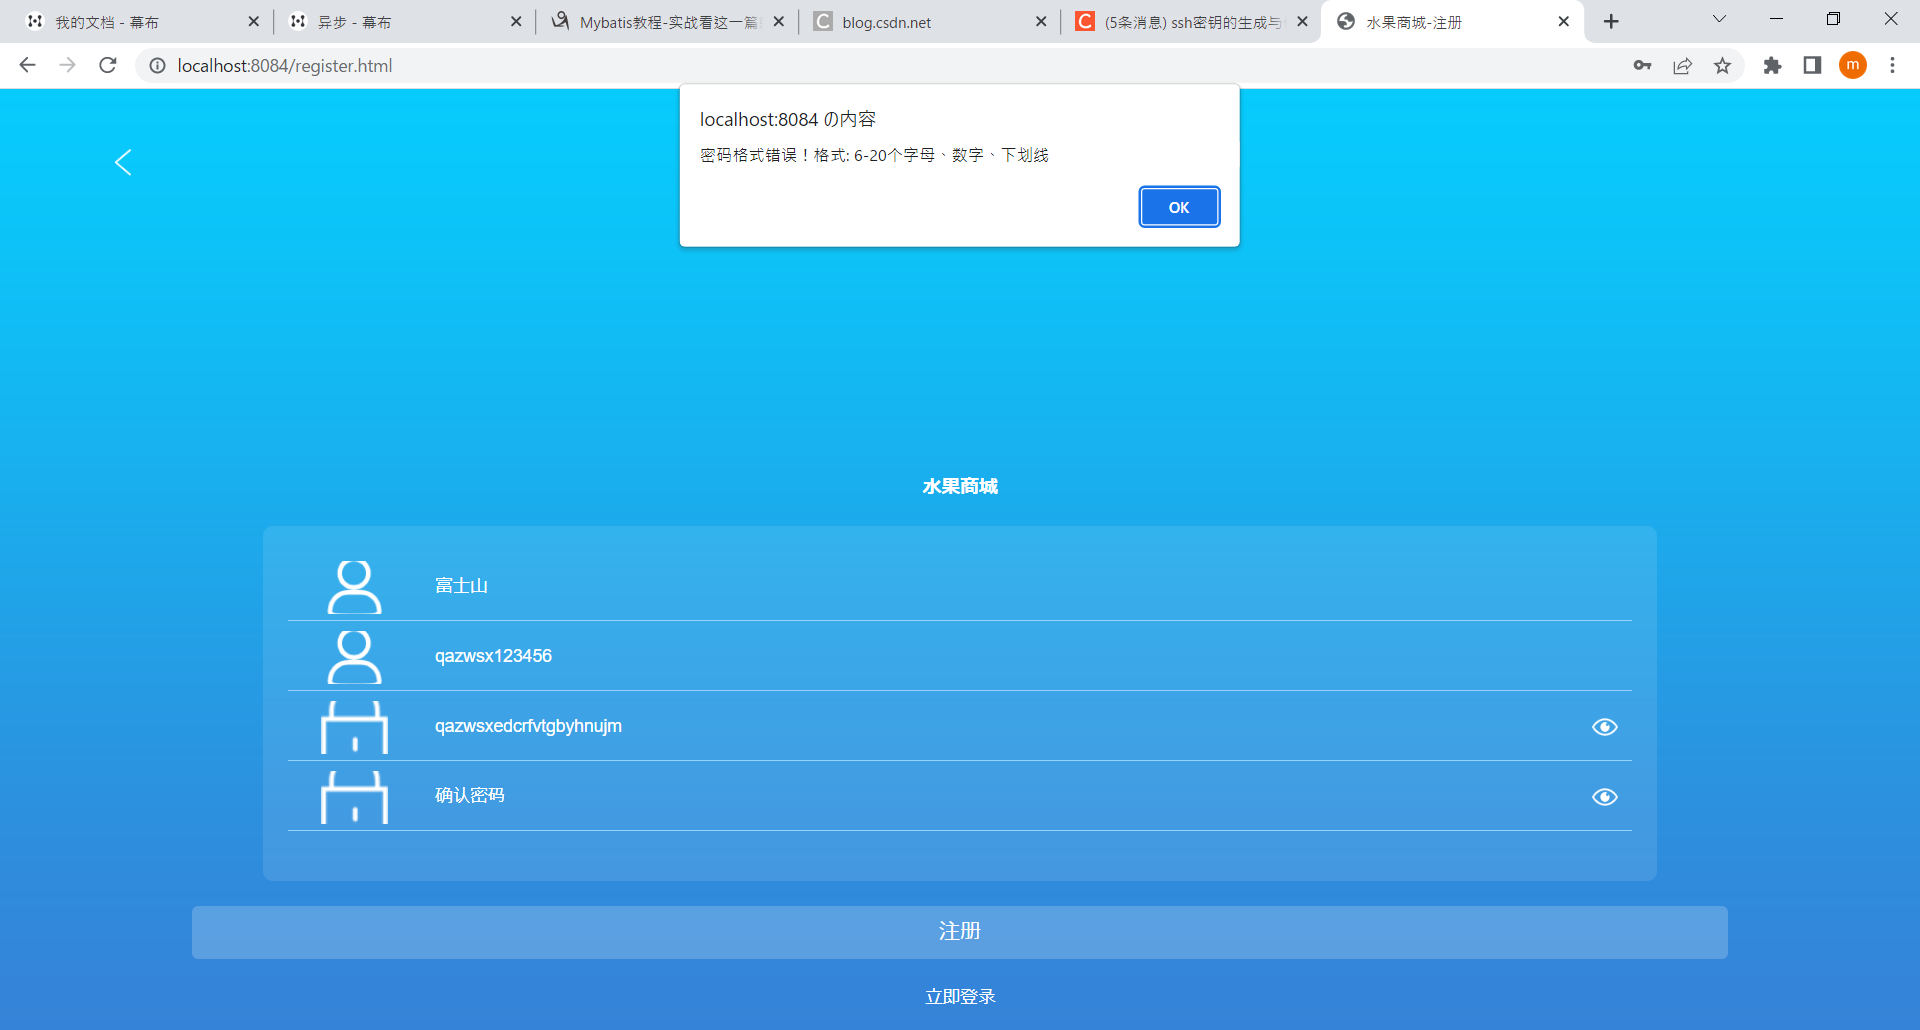 我的文档 - 幕布
异步 - 幕布
Mybatis教程-实战看这一篇
blog.csdn.net
(5条消息) ssh密钥的生成与
水果商城-注册
localhost:8084/register.html
m
localhost:8084 の内容
密码格式错误！格式: 6-20个字母、数字、下划线
OK
水果商城
富士山
qazwsx123456
qazwsxedcrfvtgbyhnujm
确认密码
注册
立即登录